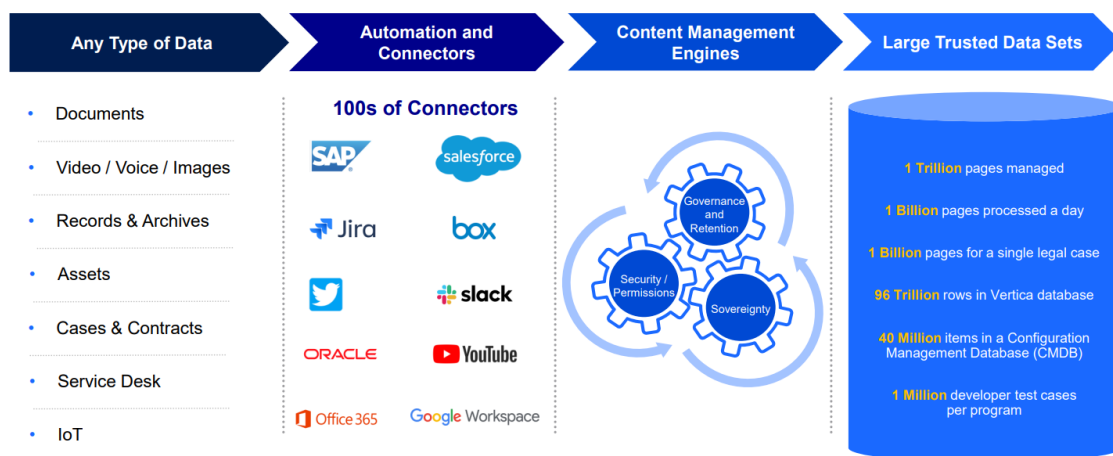 Any Type of Data
Automation and
Connectors
Content Management
Engines
Large Trusted Data Sets
• Documents
• Video / Voice / Images
• Records & Archives
• Assets
• Cases & Contracts
• Service Desk
• IoT
100s of Connectors
SAP
salesforce
Jira
box
slack
ORACLE
YouTube
Office 365
Google Workspace
Governance
and
Retention
Security /
Permissions
Sovereignty
1 Trillion pages managed
1 Billion pages processed a day
1 Billion pages for a single legal case
96 Trillion rows in Vertica database
40 Million items in a Configuration
Management Database (CMDB)
1 Million developer test cases
per program